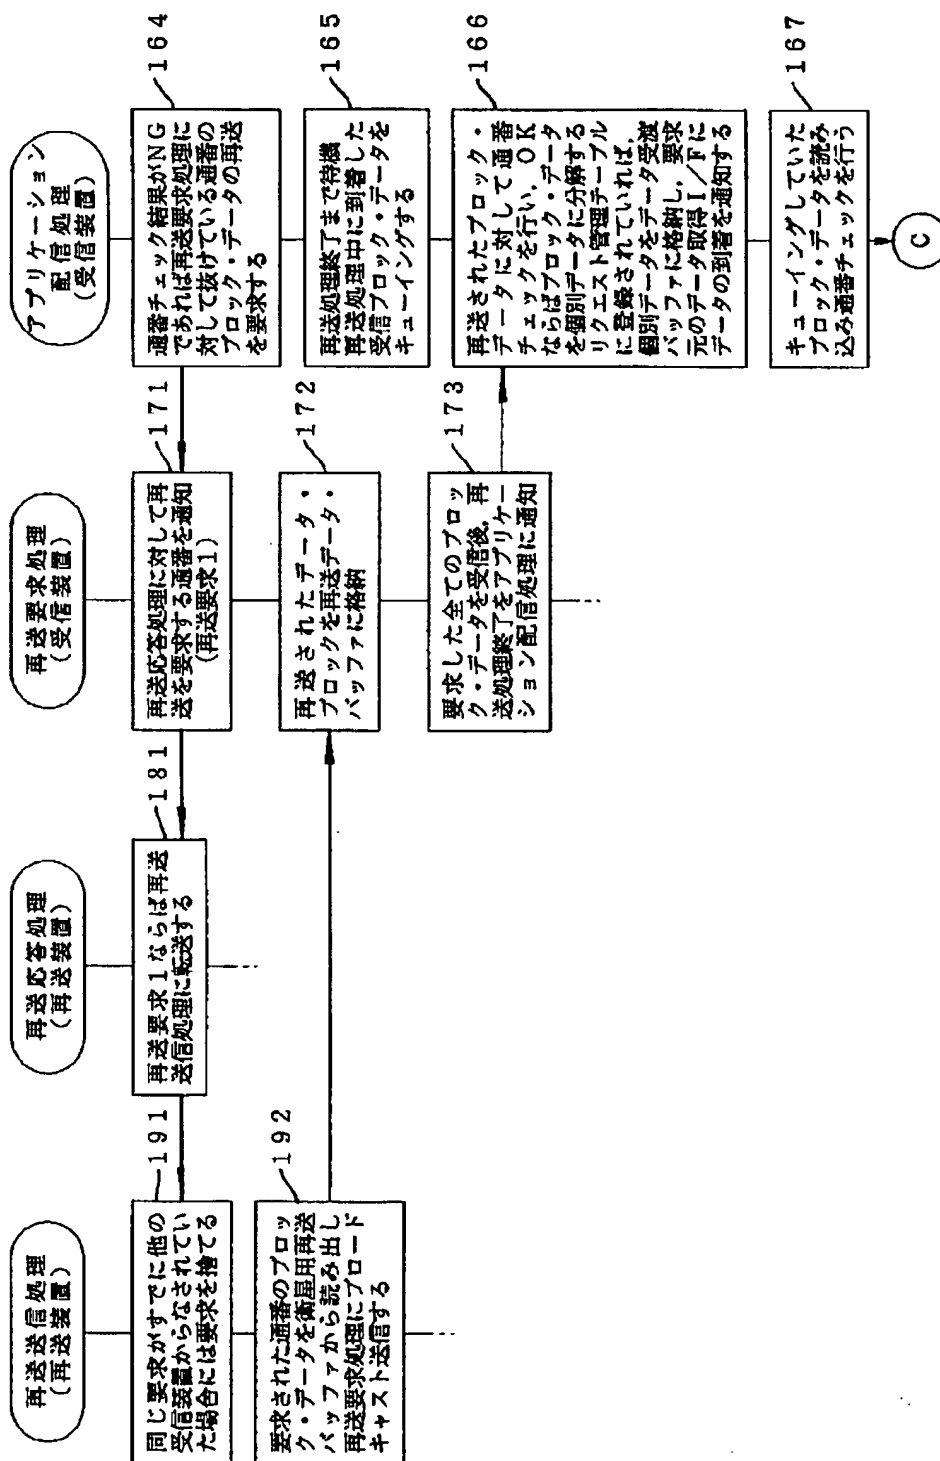 再送送信処理
(再送装置)
再送応答処理
(再送装置)
再送要求処理
(受信装置)
アプリケーション
配信処理
(受信装置)
191
同じ要求がすでに他の
受信装置からなされてい
た場合には要求を捨てる
181
再送要求1ならば再送
送信処理に転送する
171
再送応答処理に対して再
送を要求する通番を通知
(再送要求1)
164
通番チェック結果がNG
であれば再送要求処理に
対して抜けている通番の
ブロック・データの再送
を要求する
192
要求された通番のブロッ
ク・データを衛星用再送
バッファから読み出し
再送要求処理にブロード
キャスト送信する
172
再送されたデータ・
ブロックを再送データ・
バッファに格納
165
再送処理終了まで待機
再送処理中に到着した
受信ブロック・データを
キューイングする
173
要求した全てのブロッ
ク・データを受信後,再
送処理終了をアプリケー
ション配信処理に通知
166
再送されたブロック・
データに対して通番
チェックを行い,OK
ならばブロック・データ
を個別データに分解する
リクエスト管理テーブル
に登録されていれば,
個別データをデータ受渡
バッファに格納し,要求
元のデータ取得I/Fに
データの到着を通知する
167
キューイングしていた
ブロック・データを読み
込み通番チェックを行う
C